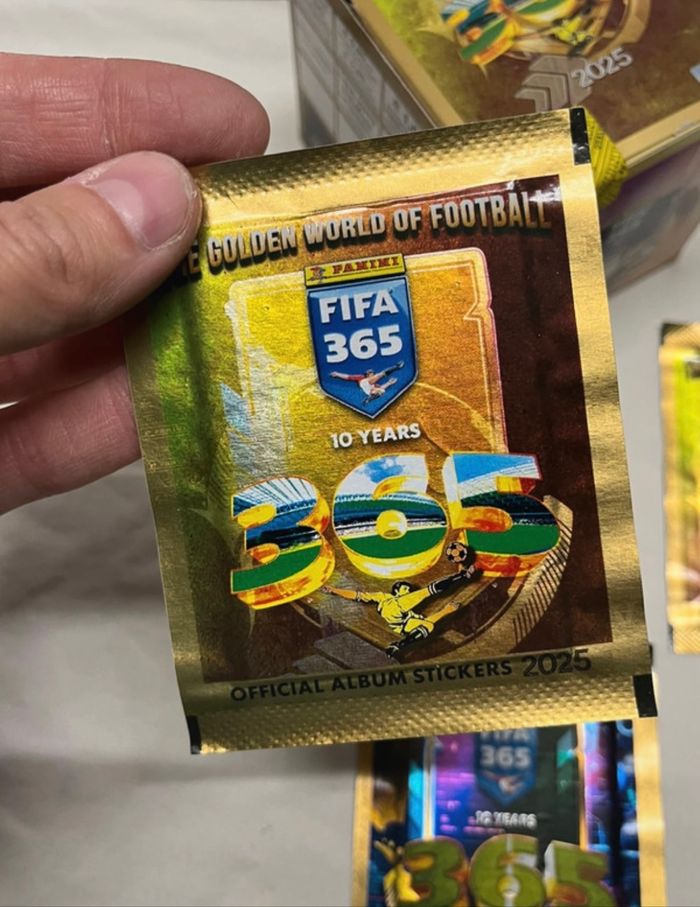 2025
GOLDEN WORLD OF FOOTBALL
PANINI
FIFA
365
10 YEARS
365
OFFICIAL ALBUM STICKERS 2025
FIFA
365
10 YEARS
365